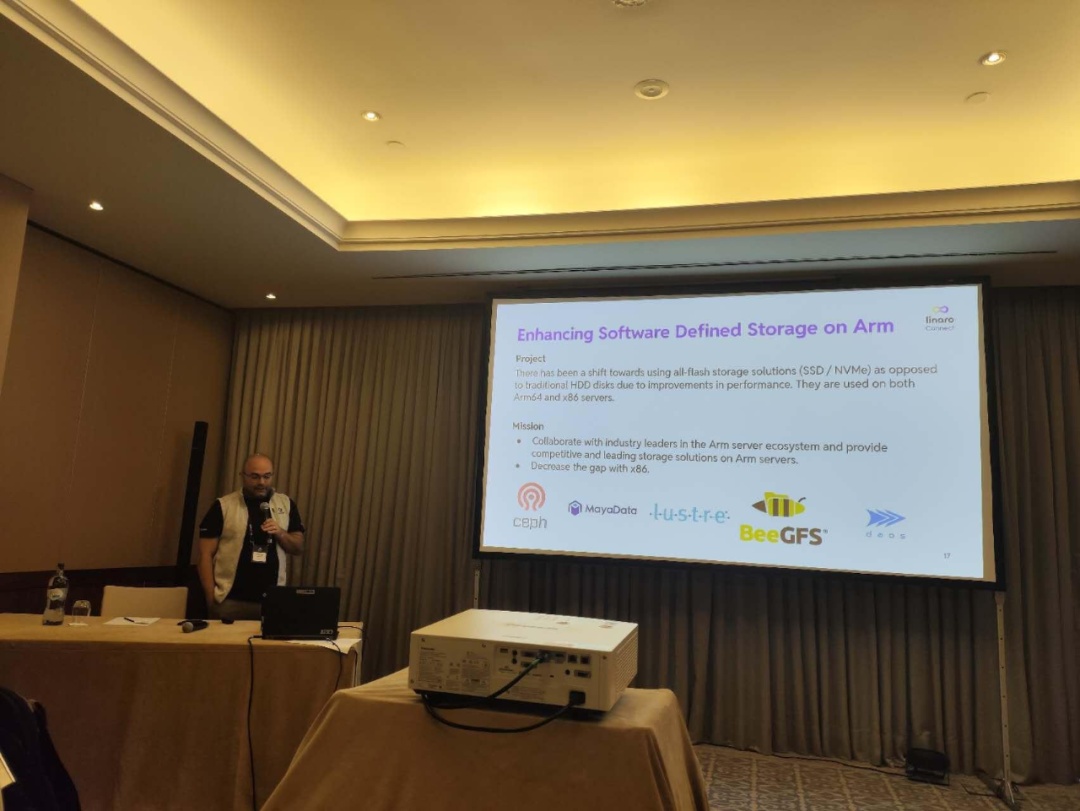 Enhancing Software Defined Storage on Arm
linaro
Connect
Project
There has been a shift towards using all-flash storage solutions (SSD / NVMe) as opposed
to traditional HDD disks due to improvements in performance. They are used on both
Arm64 and x86 servers.
Mission
• Collaborate with industry leaders in the Arm server ecosystem and provide
competitive and leading storage solutions on Arm servers.
• Decrease the gap with x86.
ceph
MayaData
·l·u·s·t·r·e·
BeeGFS®
daos
17